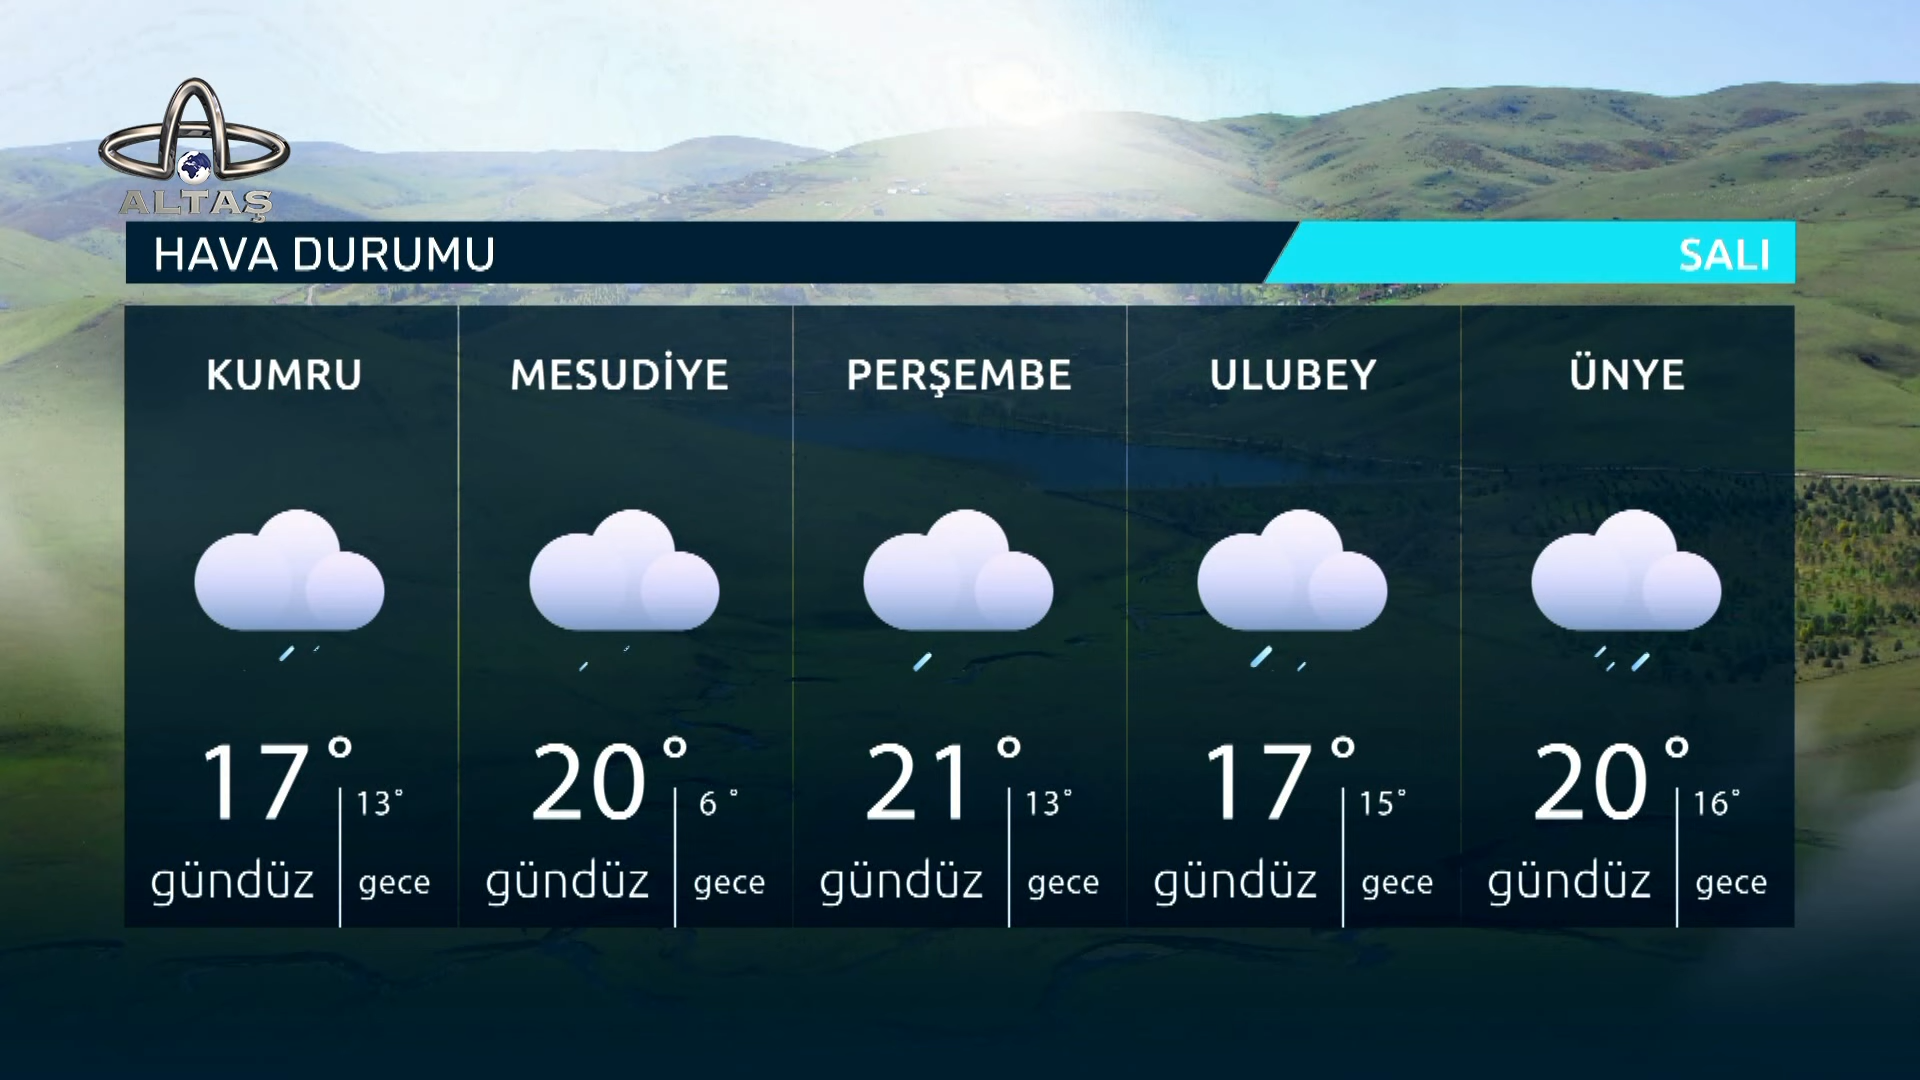 ALTAŞ
HAVA DURUMU
SALI
KUMRU
MESUDİYE
PERŞEMBE
ULUBEY
ÜNYE
17° 13°
gündüz gece
20° 6 °
gündüz gece
21° 13°
gündüz gece
17° 15°
gündüz gece
20° 16°
gündüz gece